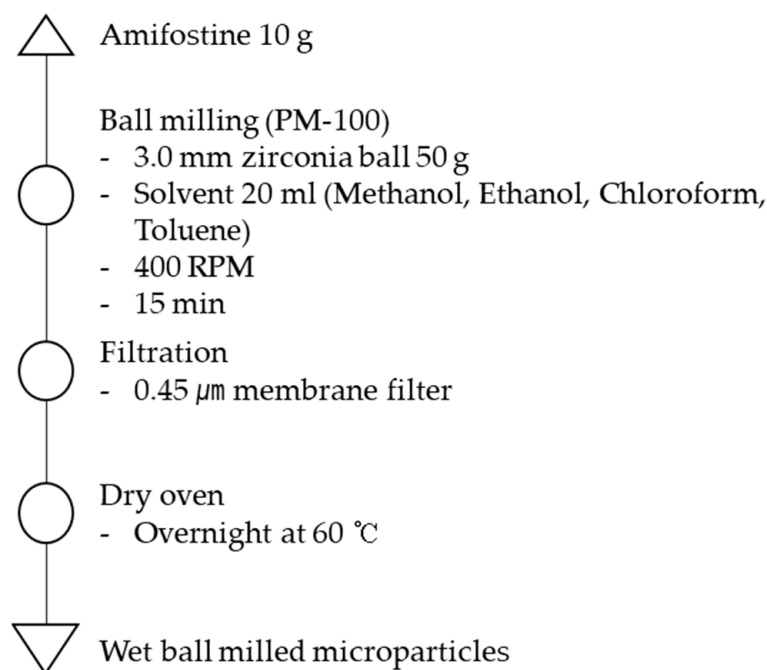 Amifostine 10 g
Ball milling (PM-100)
- 3.0 mm zirconia ball 50 g
- Solvent 20 ml (Methanol, Ethanol, Chloroform,
Toluene)
- 400 RPM
- 15 min
Filtration
- 0.45 ㎛ membrane filter
Dry oven
- Overnight at 60 ℃
Wet ball milled microparticles